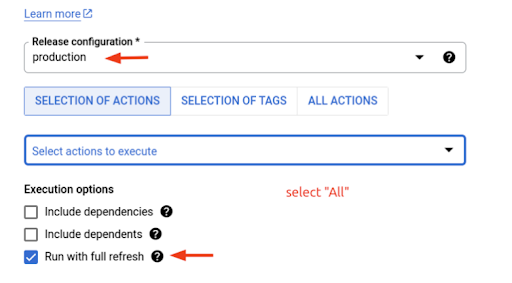 Learn more
Release configuration *
production
SELECTION OF ACTIONS SELECTION OF TAGS ALL ACTIONS
Select actions to execute
Execution options
select "All"
Include dependencies ?
Include dependents ?
Run with full refresh ?